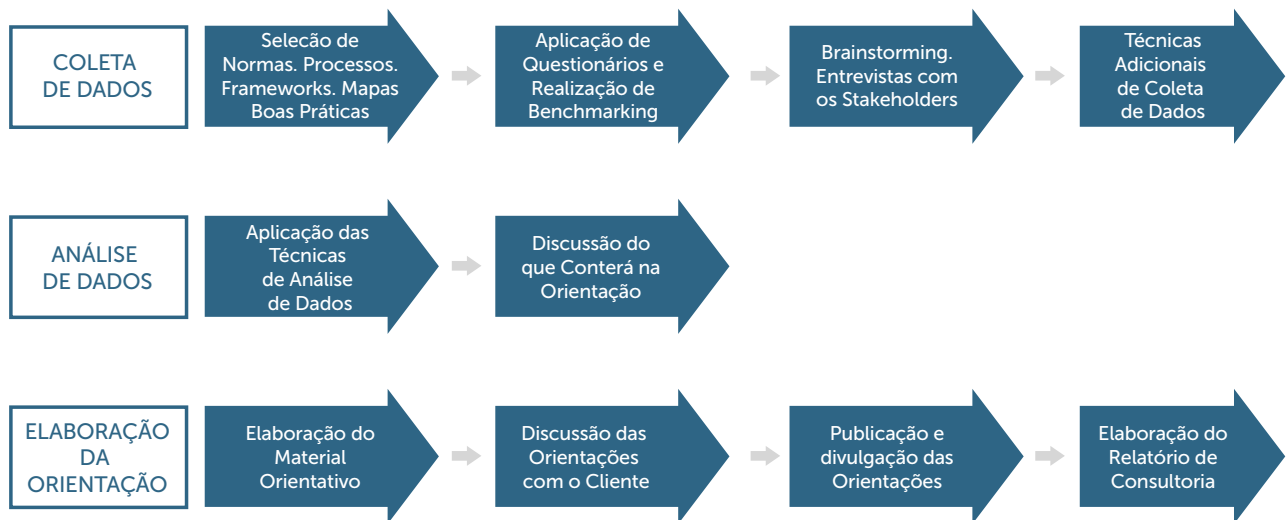 COLETA
DE DADOS
Selecão de
Normas. Processos.
Frameworks. Mapas
Boas Práticas
Aplicação de
Questionários e
Realização de
Benchmarking
Brainstorming.
Entrevistas com
os Stakeholders
Técnicas
Adicionais
de Coleta
de Dados
ANÁLISE
DE DADOS
Aplicação das
Técnicas
de Análise
de Dados
Discussão do
que Conterá na
Orientação
ELABORAÇÃO
DA
ORIENTAÇÃO
Elaboração do
Material
Orientativo
Discussão das
Orientações
com o Cliente
Publicação e
divulgação das
Orientações
Elaboração do
Relatório de
Consultoria